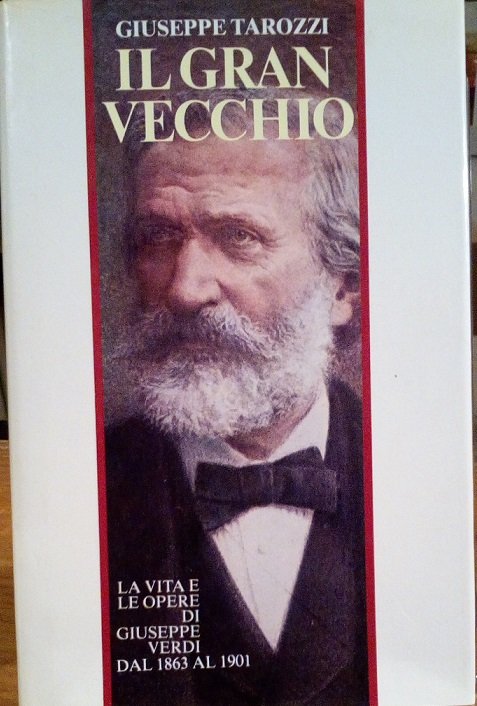 GIUSEPPE TAROZZI
IL GRAN
VECCHIO
LA VITA E
LE OPERE
DI
GIUSEPPE
VERDI
DAL 1863 AL 1901